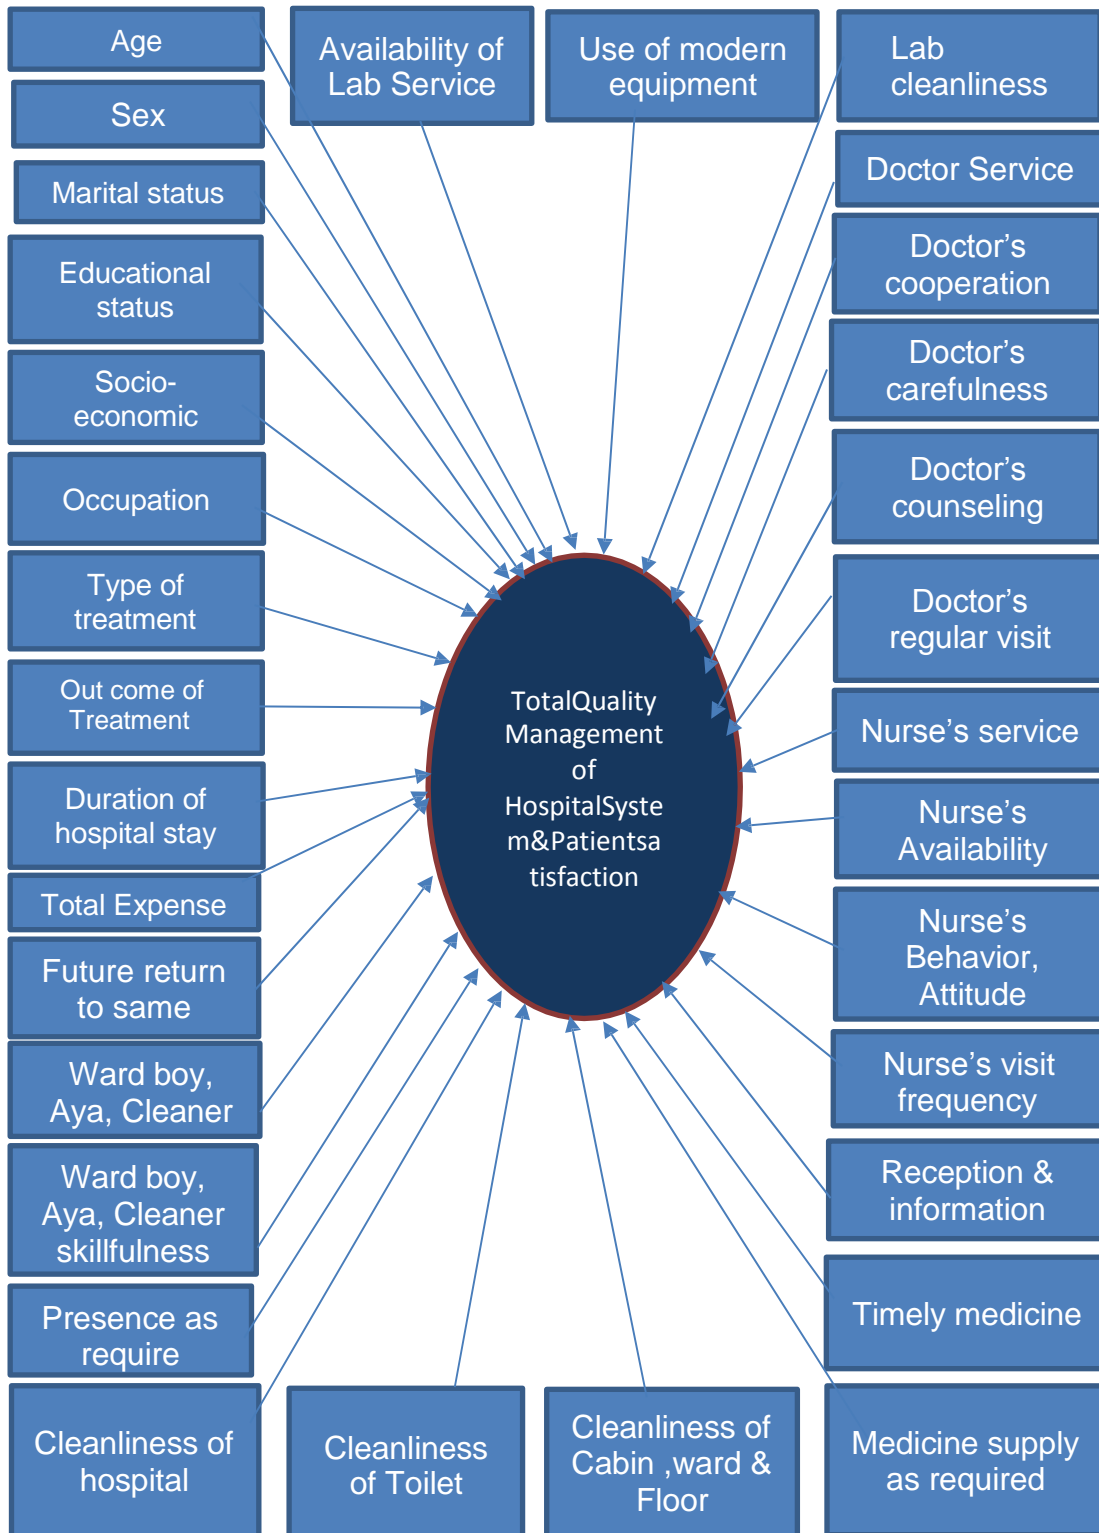 Age
Availability of
Lab Service
Use of modern
equipment
Lab
cleanliness
Sex
Doctor Service
Marital status
Doctor’s
cooperation
Educational
status
Doctor’s
carefulness
Socio-
economic
Doctor’s
counseling
Occupation
Type of
treatment
Doctor’s
regular visit
Out come of
Treatment
TotalQuality
Management
of
HospitalSyste
m&Patientsa
tisfaction
Nurse’s service
Duration of
hospital stay
Nurse’s
Availability
Total Expense
Nurse’s
Behavior,
Attitude
Future return
to same
Ward boy,
Aya, Cleaner
Nurse’s visit
frequency
Ward boy,
Aya, Cleaner
skillfulness
Reception &
information
Presence as
require
Timely medicine
Cleanliness of
hospital
Cleanliness
of Toilet
Cleanliness of
Cabin ,ward &
Floor
Medicine supply
as required